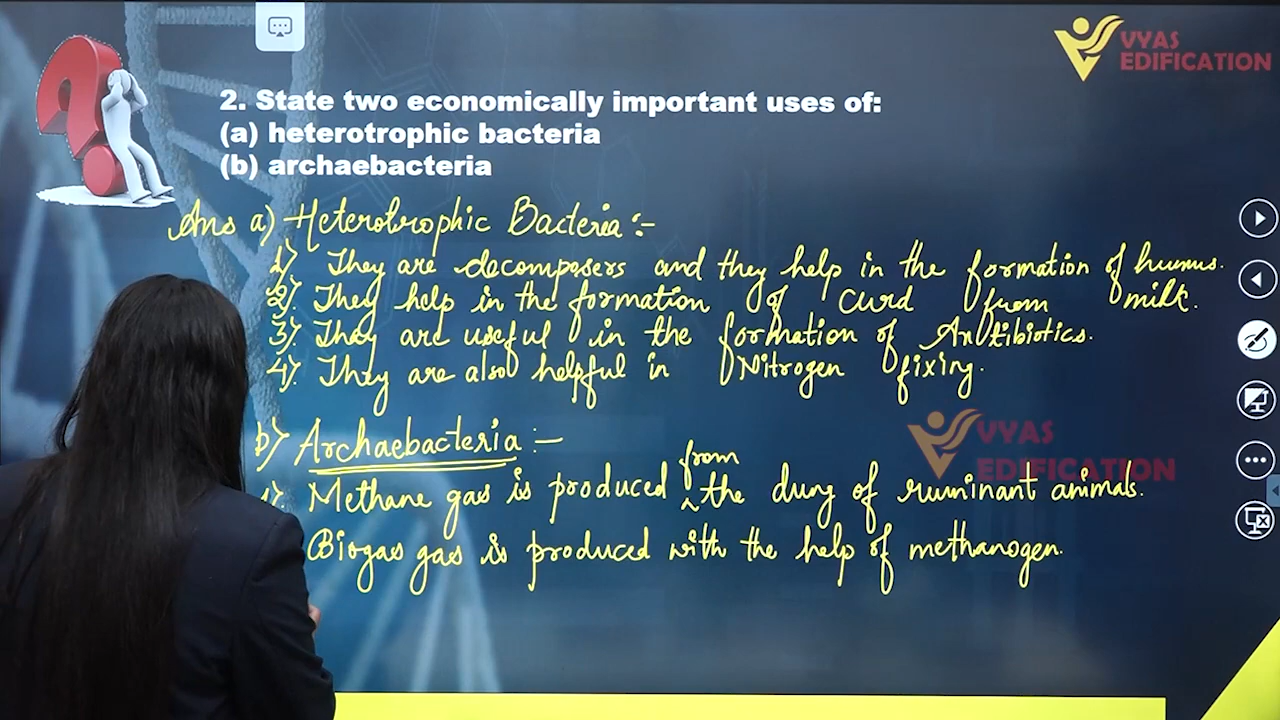 VYAS
EDIFICATION
2. State two economically important uses of:
(a) heterotrophic bacteria
(b) archaebacteria
Ans a) Heterotrophic Bacteria :-
1). They are decomposers and they help in the formation of humus.
2). They help in the formation of curd from milk.
3). They are useful in the formation of Antibiotics.
4). They are also helpful in Nitrogen fixing.
b) Archaebacteria :-
VYAS
EDIFICATION
from
1). Methane gas is produced ^ the dung of ruminant animals.
Biogas gas is produced with the help of methanogen.